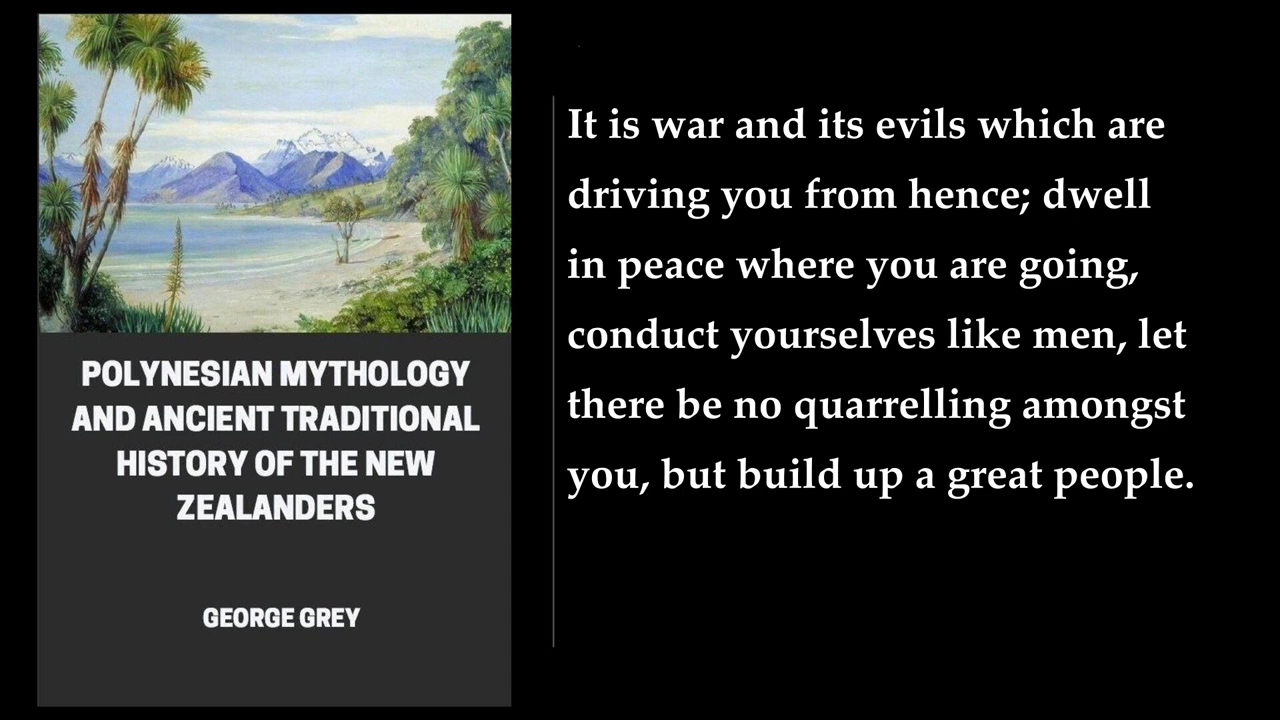 POLYNESIAN MYTHOLOGY
AND ANCIENT TRADITIONAL
HISTORY OF THE NEW
ZEALANDERS
GEORGE GREY
It is war and its evils which are
driving you from hence; dwell
in peace where you are going,
conduct yourselves like men, let
there be no quarrelling amongst
you, but build up a great people.